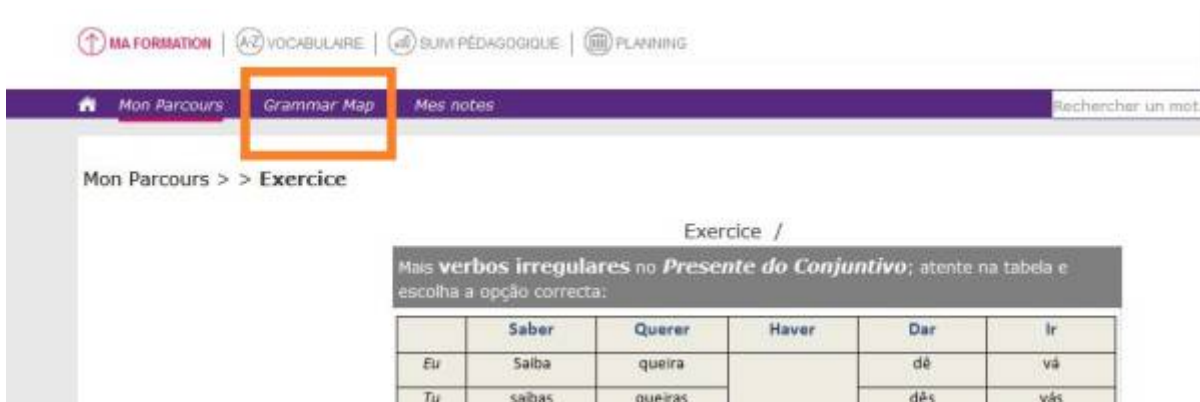 MA FORMATION | A-Z VOCABULAIRE | SUIVI PÉDAGOGIQUE | PLANNING
Mon Parcours Grammar Map Mes notes Rechercher un mot
Mon Parcours > > Exercice
Exercice /
Mais verbos irregulares no Presente do Conjuntivo; atente na tabela e
escolha a opção correcta:
Saber Querer Haver Dar Ir
Eu Saiba queira dê vá
Tu saibas queiras dês vás